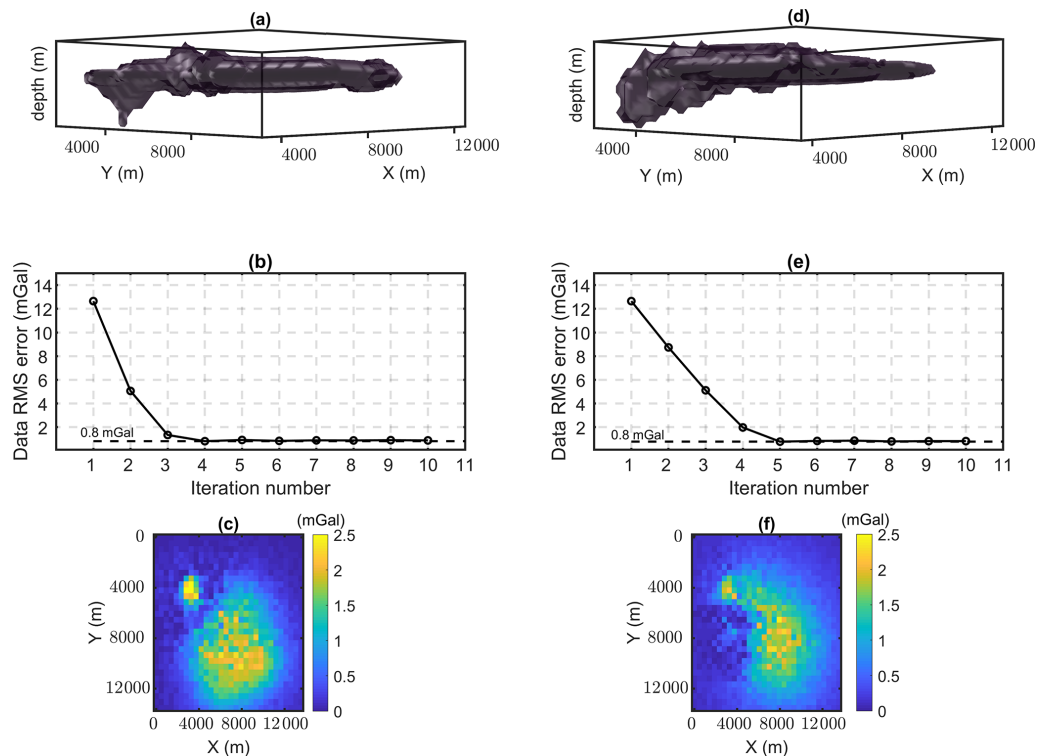 (a)
depth (m)
4000
8000
4000
8000
12 000
Y (m)
X (m)
(d)
depth (m)
4000
8000
4000
8000
12000
Y (m)
X (m)
(b)
Data RMS error (mGal)
14
12
10
8
6
4
2
0.8 mGal
1 2 3 4 5 6 7 8 9 10 11
Iteration number
(e)
Data RMS error (mGal)
14
12
10
8
6
4
2
0.8 mGal
1 2 3 4 5 6 7 8 9 10 11
Iteration number
(c)
(mGal)
Y (m)
0
4000
8000
12000
0 4000 8000 12000
X (m)
2.5
2
1.5
1
0.5
0
(f)
(mGal)
Y (m)
0
4000
8000
12000
0 4000 8000 12000
X (m)
2.5
2
1.5
1
0.5
0